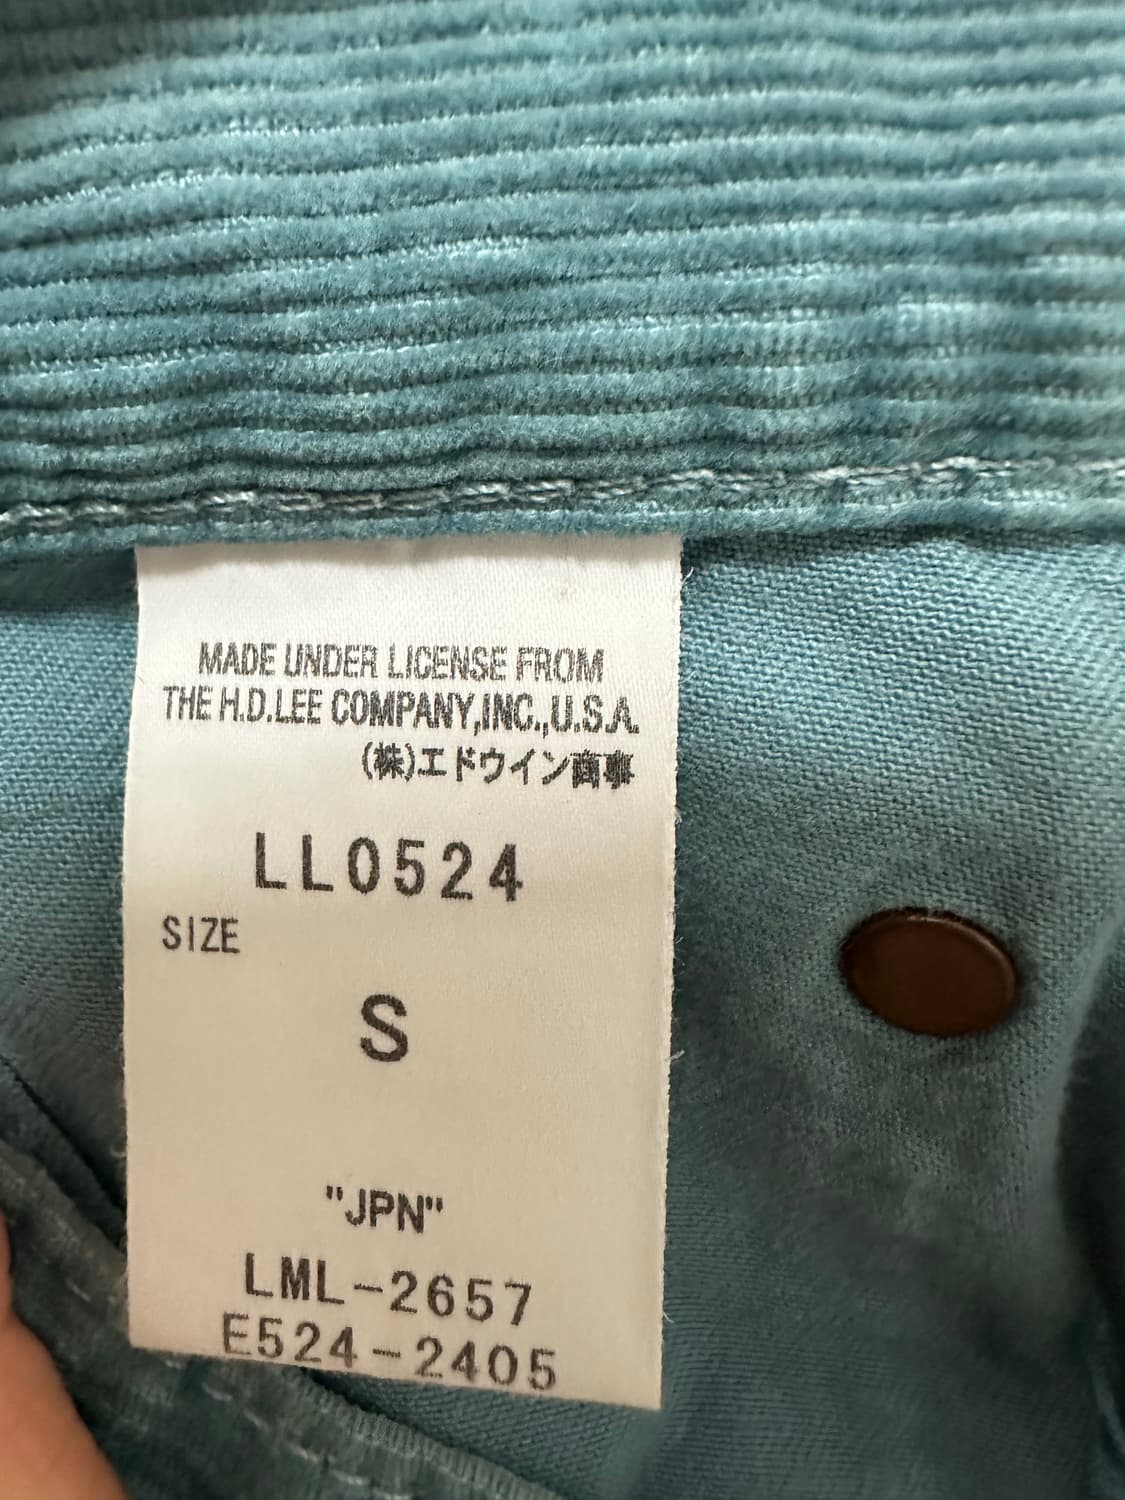 MADE UNDER LICENSE FROM
THE H.D.LEE COMPANY,INC.,U.S.A.
(株)エドウイン商事
LL0524
SIZE
S
"JPN"
LML-2657
E524-2405